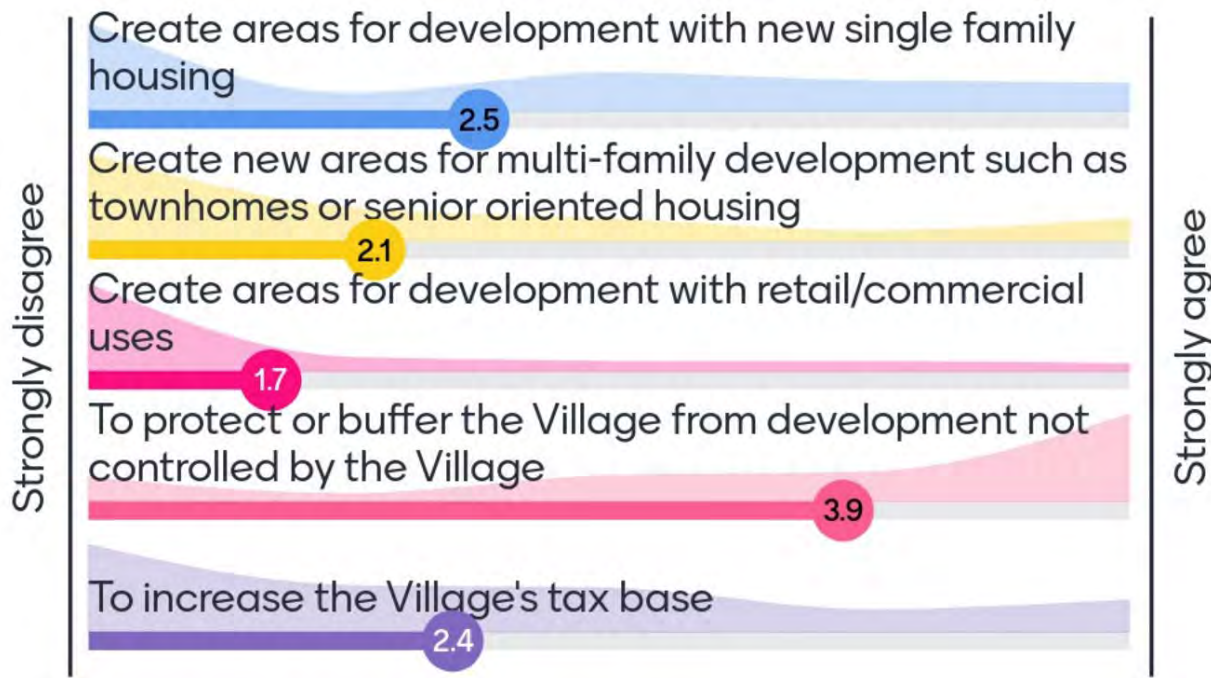 Strongly disagree
Create areas for development with new single family
housing
2.5
Create new areas for multi-family development such as
townhomes or senior oriented housing
2.1
Create areas for development with retail/commercial
uses
1.7
To protect or buffer the Village from development not
controlled by the Village
3.9
To increase the Village's tax base
2.4
Strongly agree